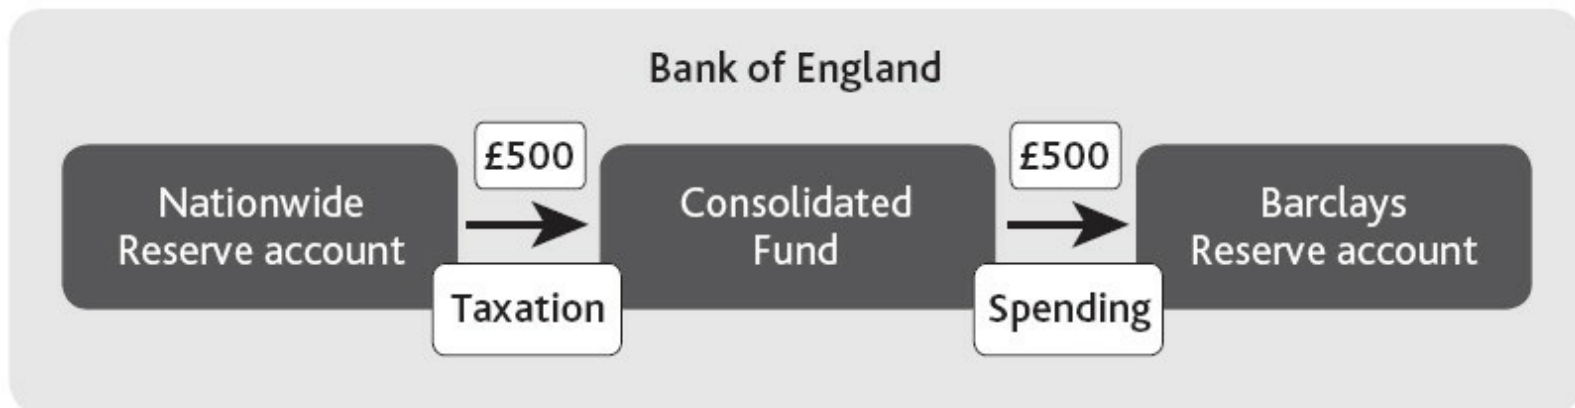 Bank of England
£500
£500
Nationwide
Reserve account
Consolidated
Fund
Barclays
Reserve account
Taxation
Spending